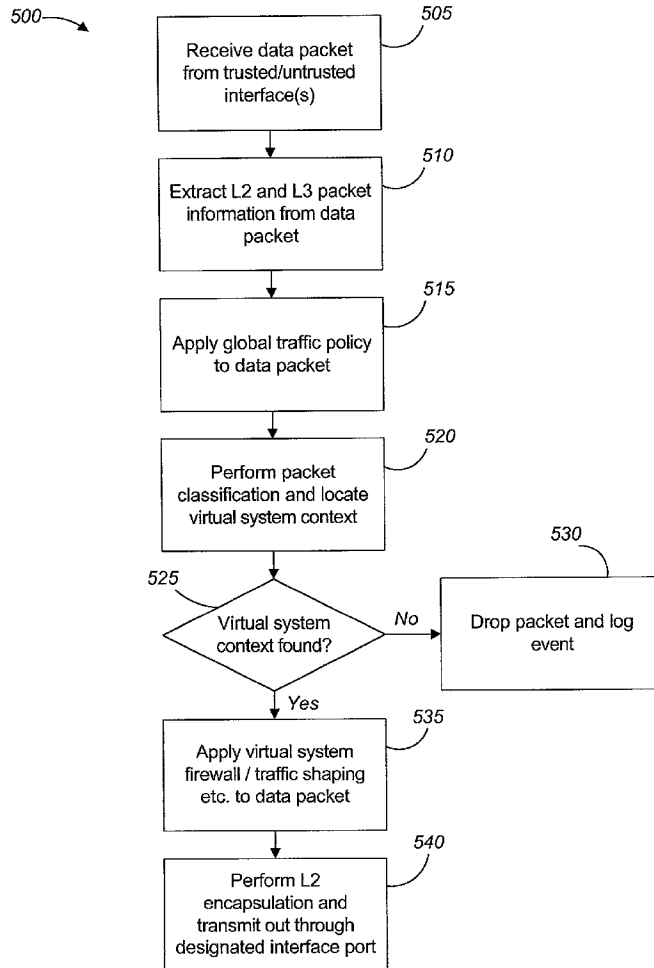 500
505
Receive data packet
from trusted/untrusted
interface(s)
510
Extract L2 and L3 packet
information from data
packet
515
Apply global traffic policy
to data packet
520
Perform packet
classification and locate
virtual system context
525
Virtual system
context found?
No
530
Drop packet and log
event
Yes
535
Apply virtual system
firewall / traffic shaping
etc. to data packet
540
Perform L2
encapsulation and
transmit out through
designated interface port